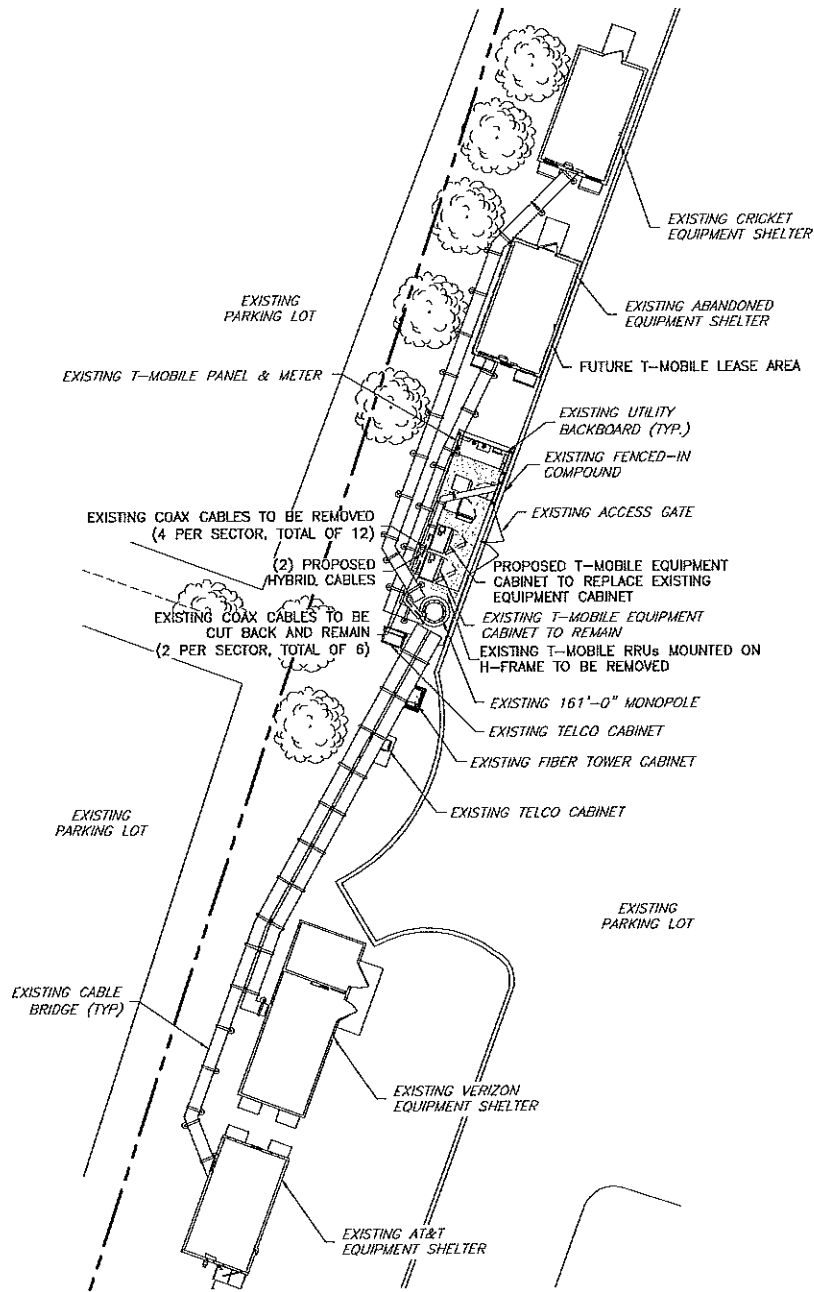 EXISTING CRICKET
EQUIPMENT SHELTER
EXISTING
PARKING LOT
EXISTING ABANDONED
EQUIPMENT SHELTER
FUTURE T-MOBILE LEASE AREA
EXISTING T-MOBILE PANEL & METER
EXISTING UTILITY
BACKBOARD (TYP.)
EXISTING FENCED-IN
COMPOUND
EXISTING ACCESS GATE
EXISTING COAX CABLES TO BE REMOVED
(4 PER SECTOR, TOTAL OF 12)
(2) PROPOSED
HYBRID CABLES
PROPOSED T-MOBILE EQUIPMENT
CABINET TO REPLACE EXISTING
EQUIPMENT CABINET
EXISTING COAX CABLES TO BE
CUT BACK AND REMAIN
(2 PER SECTOR, TOTAL OF 6)
EXISTING T-MOBILE EQUIPMENT
CABINET TO REMAIN
EXISTING T-MOBILE RRUs MOUNTED ON
H-FRAME TO BE REMOVED
EXISTING 161'-0" MONOPOLE
EXISTING TELCO CABINET
EXISTING FIBER TOWER CABINET
EXISTING TELCO CABINET
EXISTING
PARKING LOT
EXISTING
PARKING LOT
EXISTING CABLE
BRIDGE (TYP)
EXISTING VERIZON
EQUIPMENT SHELTER
EXISTING AT&T
EQUIPMENT SHELTER